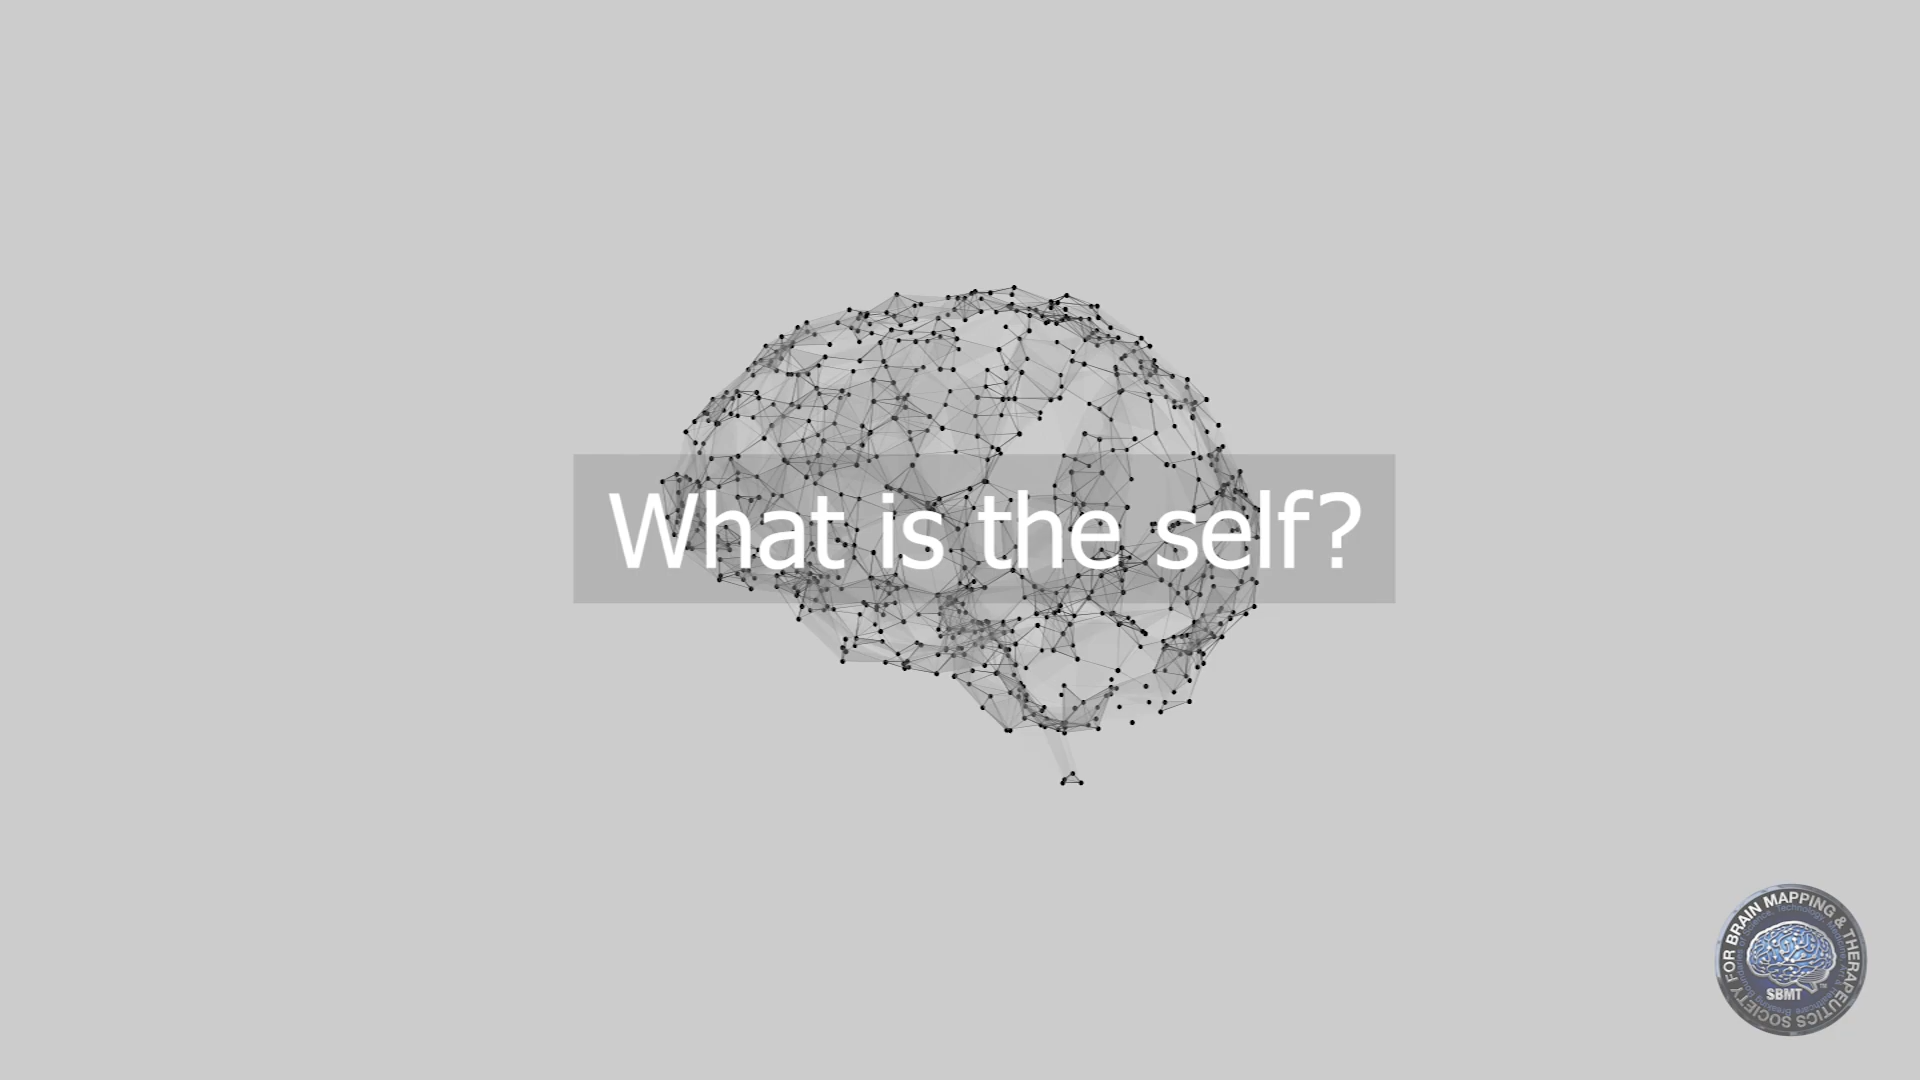 What is the self?
SOCIETY FOR BRAIN MAPPING & THERAPEUTICS
SBMT